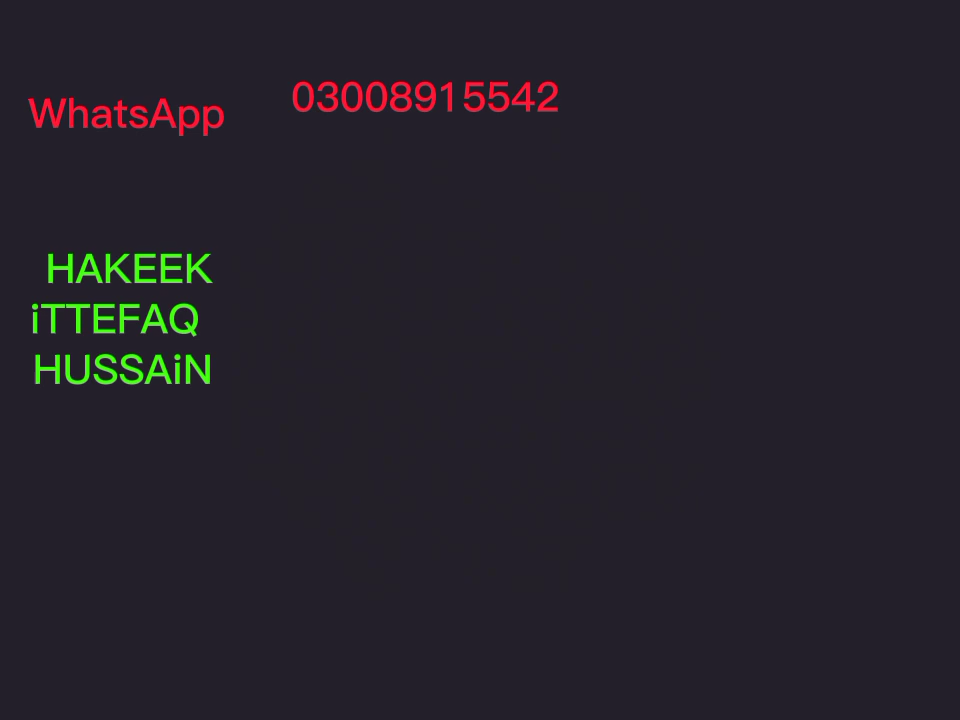 WhatsApp
03008915542
HAKEEK
iTTEFAQ
HUSSAiN